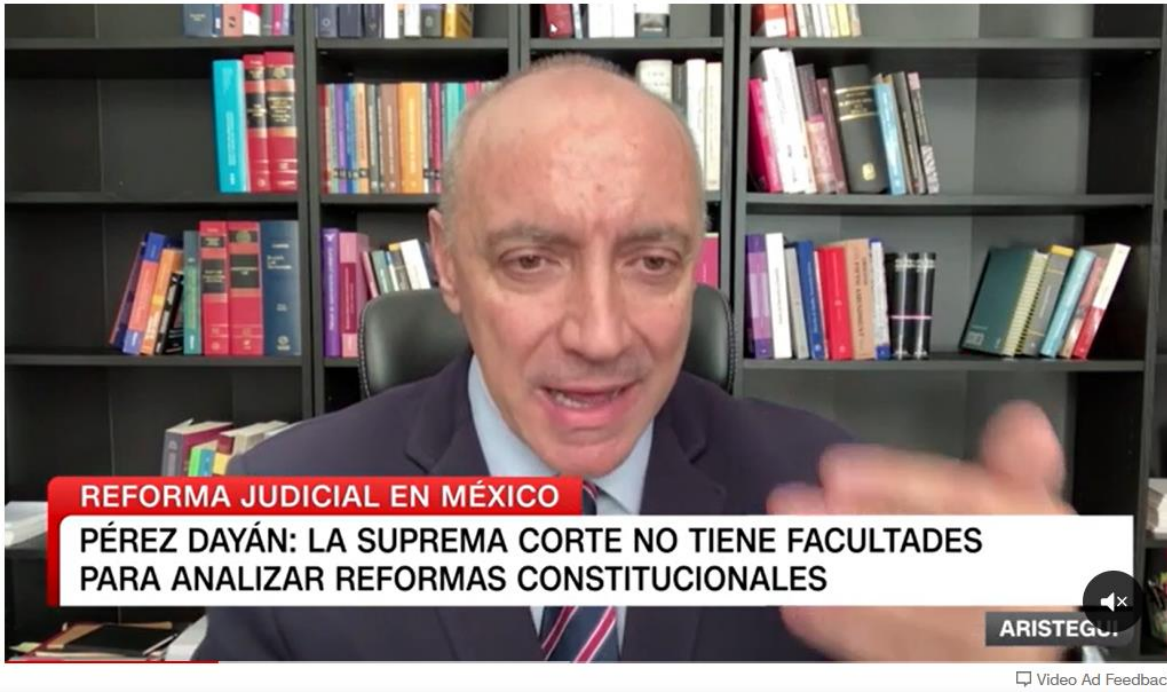 REFORMA JUDICIAL EN MÉXICO
PÉREZ DAYÁN: LA SUPREMA CORTE NO TIENE FACULTADES
PARA ANALIZAR REFORMAS CONSTITUCIONALES
ARISTEGUI
Video Ad Feedbac